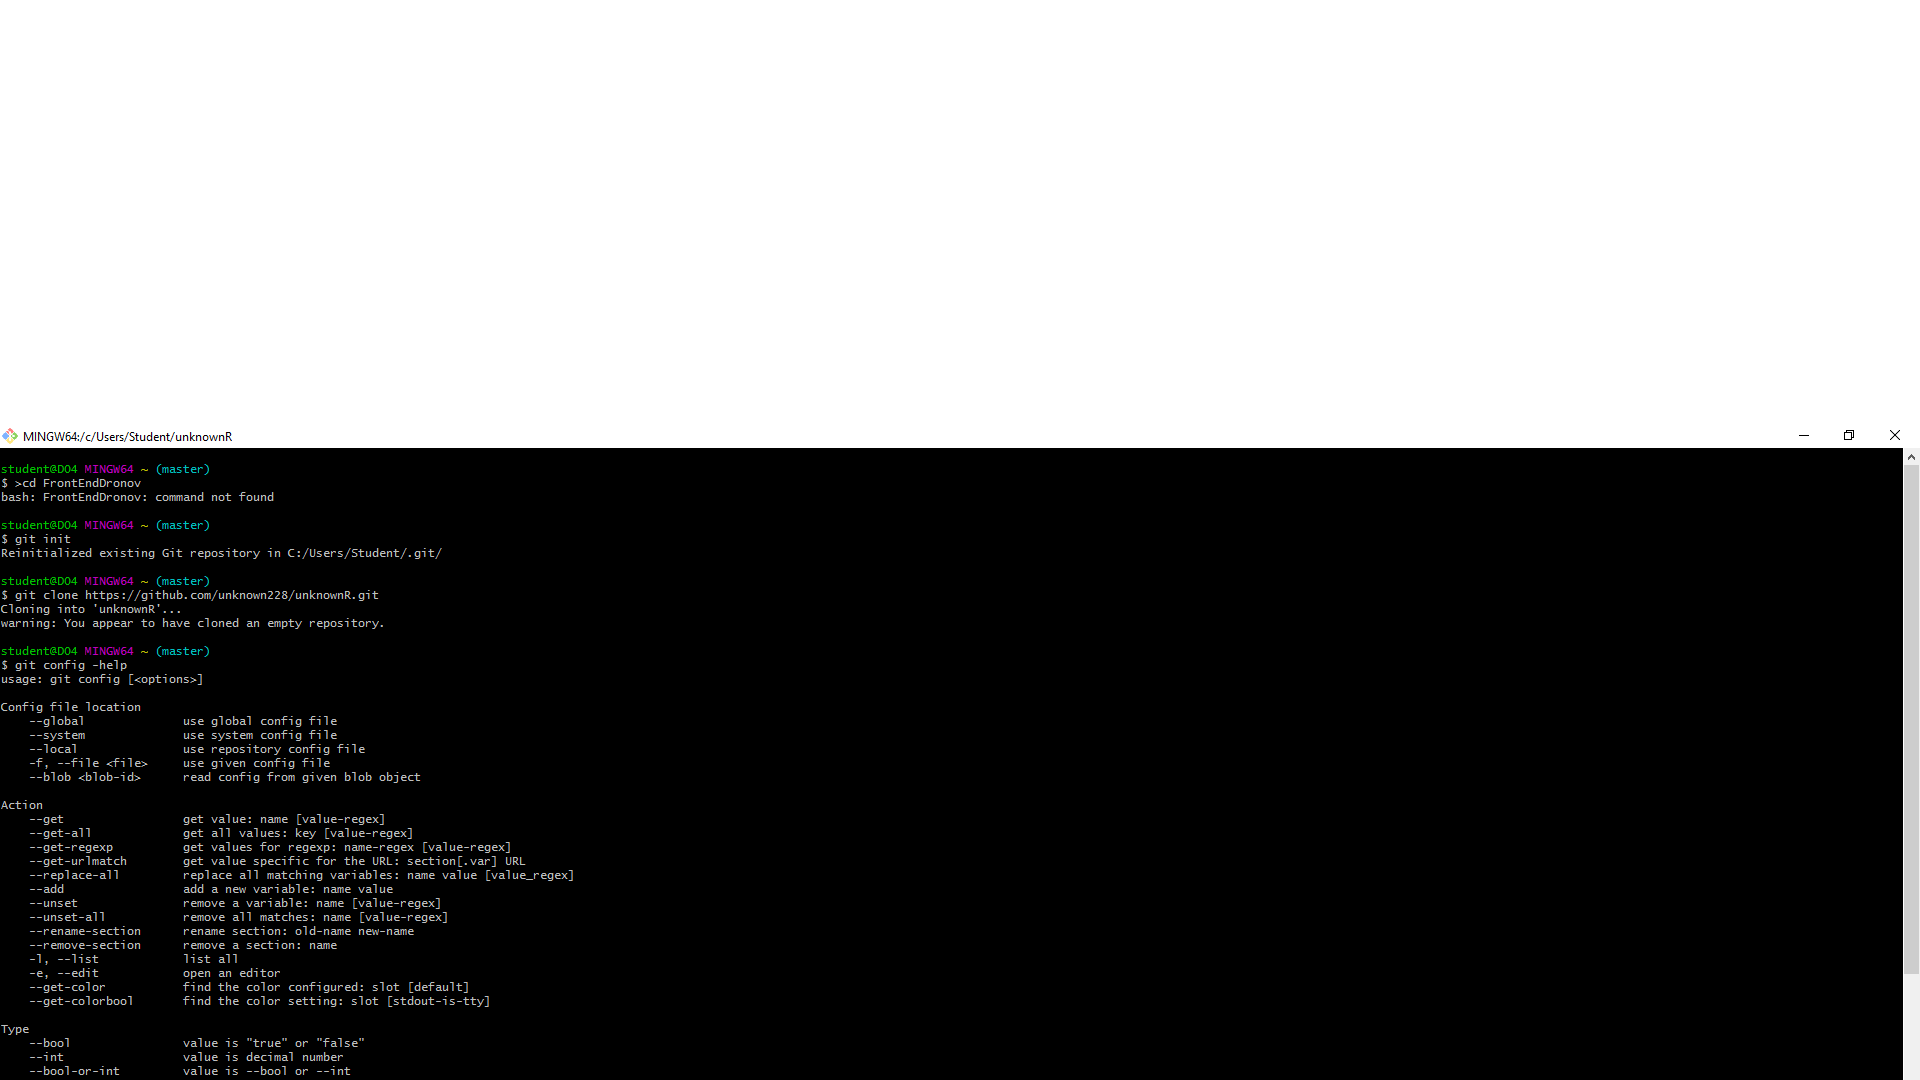 MINGW64:/c/Users/Student/unknownR
student@D04 MINGW64 ~ (master)
$ >cd FrontEndDronov
bash: FrontEndDronov: command not found
student@D04 MINGW64 ~ (master)
$ git init
Reinitialized existing Git repository in C:/Users/Student/.git/
student@D04 MINGW64 ~ (master)
$ git clone https://github.com/unknown228/unknownR.git
Cloning into 'unknownR'...
warning: You appear to have cloned an empty repository.
student@D04 MINGW64 ~ (master)
$ git config -help
usage: git config [<options>]
Config file location
--global use global config file
--system use system config file
--local use repository config file
-f, --file <file> use given config file
--blob <blob-id> read config from given blob object
Action
--get get value: name [value-regex]
--get-all get all values: key [value-regex]
--get-regexp get values for regexp: name-regex [value-regex]
--get-urlmatch get value specific for the URL: section[.var] URL
--replace-all replace all matching variables: name value [value_regex]
--add add a new variable: name value
--unset remove a variable: name [value-regex]
--unset-all remove all matches: name [value-regex]
--rename-section rename section: old-name new-name
--remove-section remove a section: name
-l, --list list all
-e, --edit open an editor
--get-color find the color configured: slot [default]
--get-colorbool find the color setting: slot [stdout-is-tty]
Type
--bool value is "true" or "false"
--int value is decimal number
--bool-or-int value is --bool or --int